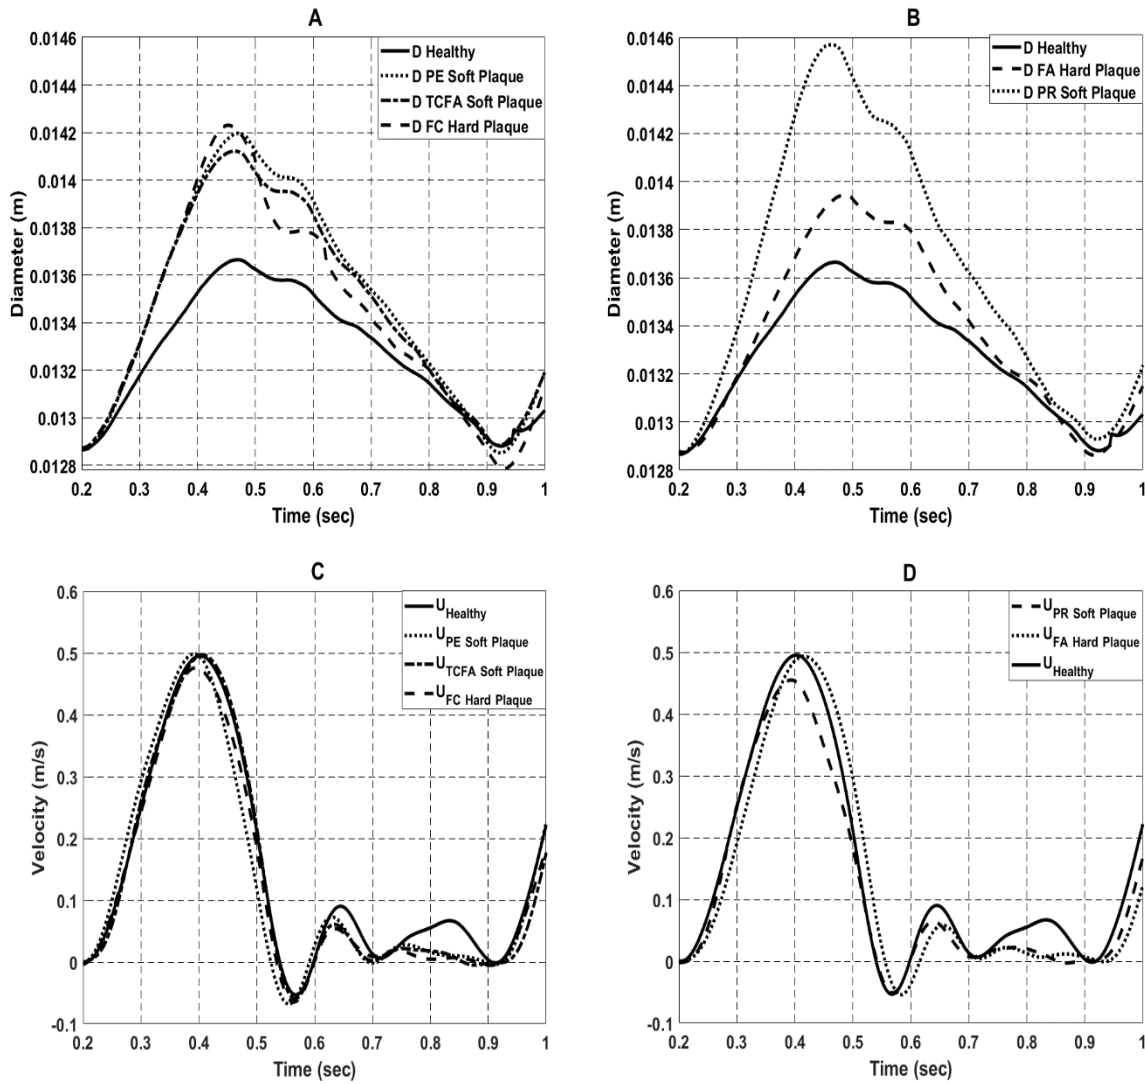 A
0.0146
0.0144
0.0142
0.014
0.0138
0.0136
0.0134
0.0132
0.013
0.0128
Diameter (m)
D Healthy
D PE Soft Plaque
D TCFA Soft Plaque
D FC Hard Plaque
0.2 0.3 0.4 0.5 0.6 0.7 0.8 0.9 1
Time (sec)
B
0.0146
0.0144
0.0142
0.014
0.0138
0.0136
0.0134
0.0132
0.013
0.0128
Diameter (m)
D Healthy
D FA Hard Plaque
D PR Soft Plaque
0.2 0.3 0.4 0.5 0.6 0.7 0.8 0.9 1
Time (sec)
C
0.6
0.5
0.4
0.3
0.2
0.1
0
-0.1
Velocity (m/s)
U Healthy
U PE Soft Plaque
U TCFA Soft Plaque
U FC Hard Plaque
0.2 0.3 0.4 0.5 0.6 0.7 0.8 0.9 1
Time (sec)
D
0.6
0.5
0.4
0.3
0.2
0.1
0
-0.1
Velocity (m/s)
U PR Soft Plaque
U FA Hard Plaque
U Healthy
0.2 0.3 0.4 0.5 0.6 0.7 0.8 0.9 1
Time (sec)